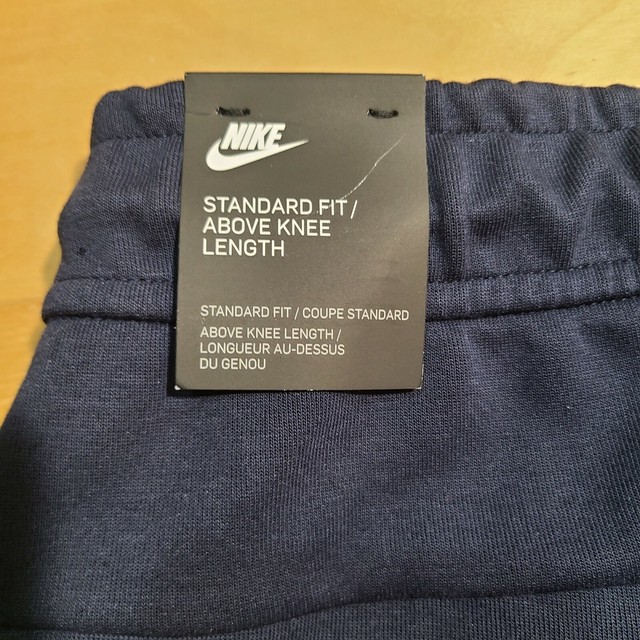 NIKE
STANDARD FIT /
ABOVE KNEE
LENGTH
STANDARD FIT / COUPE STANDARD
ABOVE KNEE LENGTH /
LONGUEUR AU-DESSUS
DU GENOU